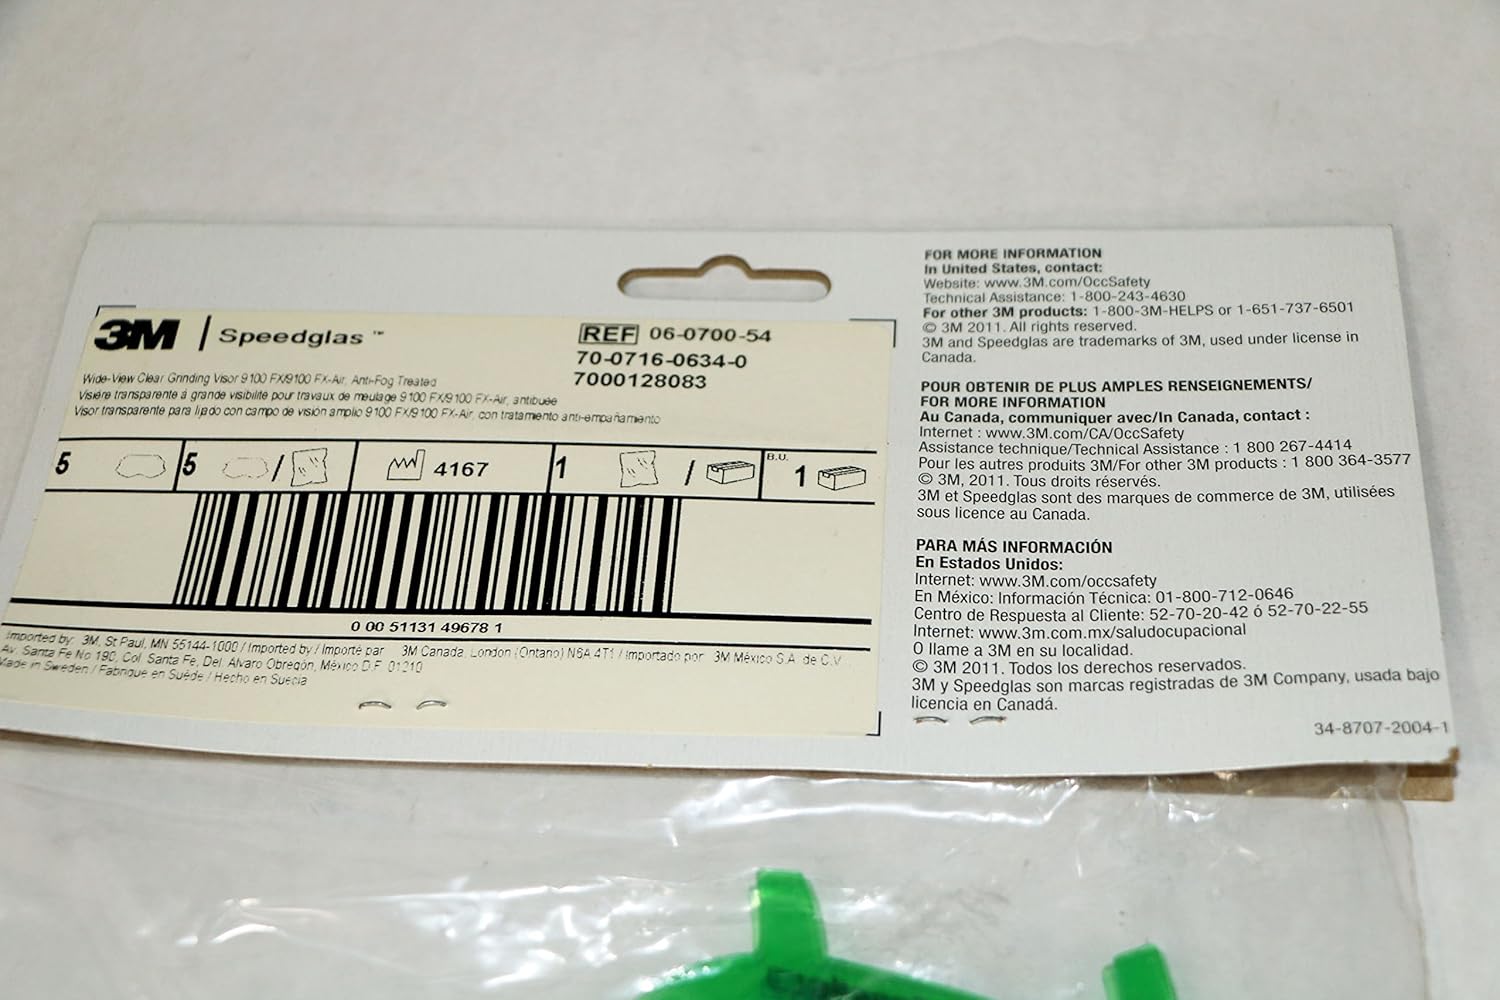 3M | Speedglas™
REF 06-0700-54
70-0716-0634-0
7000128083
Wide-View Clear Grinding Visor 9100 FX/9100 FX-Air, Anti-Fog Treated
Visière transparente à grande visibilité pour travaux de meulage 9100 FX/9100 FX-Air, antibuée
Visor transparente para lijado con campo de visión amplio 9100 FX/9100 FX-Air, con tratamiento anti-empañamiento
5 5 / 4167 1 / B.U. 1
0 00 51131 49678 1
Imported by: 3M, St Paul, MN 55144-1000 / Imported by / Importé par 3M Canada, London (Ontario) N6A 4T1 / Importado por 3M México S.A. de C.V.
Av. Santa Fe No 190, Col. Santa Fe, Del. Alvaro Obregón, México D.F. 01210
Made in Sweden / Fabriqué en Suède / Hecho en Suecia
FOR MORE INFORMATION
In United States, contact:
Website: www.3M.com/OccSafety
Technical Assistance: 1-800-243-4630
For other 3M products: 1-800-3M-HELPS or 1-651-737-6501
© 3M 2011. All rights reserved.
3M and Speedglas are trademarks of 3M, used under license in
Canada.
POUR OBTENIR DE PLUS AMPLES RENSEIGNEMENTS/
FOR MORE INFORMATION
Au Canada, communiquer avec/In Canada, contact :
Internet : www.3M.com/CA/OccSafety
Assistance technique/Technical Assistance : 1 800 267-4414
Pour les autres produits 3M/For other 3M products : 1 800 364-3577
© 3M, 2011. Tous droits réservés.
3M et Speedglas sont des marques de commerce de 3M, utilisées
sous licence au Canada.
PARA MÁS INFORMACIÓN
En Estados Unidos:
Internet: www.3M.com/occsafety
En México: Información Técnica: 01-800-712-0646
Centro de Respuesta al Cliente: 52-70-20-42 ó 52-70-22-55
Internet: www.3m.com.mx/saludocupacional
O llame a 3M en su localidad.
© 3M 2011. Todos los derechos reservados.
3M y Speedglas son marcas registradas de 3M Company, usada bajo
licencia en Canadá.
34-8707-2004-1